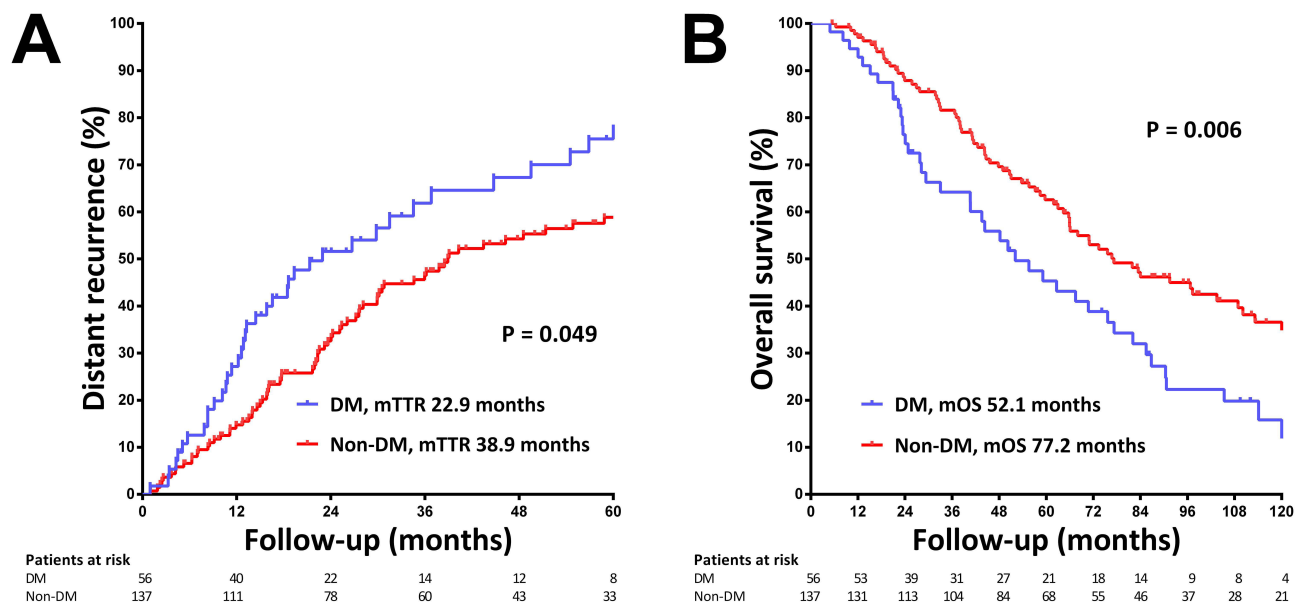 A
Distant recurrence (%)
100
90
80
70
60
50
40
30
20
10
0
P = 0.049
DM, mTTR 22.9 months
Non-DM, mTTR 38.9 months
0 12 24 36 48 60
Follow-up (months)
Patients at risk
DM 56 40 22 14 12 8
Non-DM 137 111 78 60 43 33
B
Overall survival (%)
100
90
80
70
60
50
40
30
20
10
0
P = 0.006
DM, mOS 52.1 months
Non-DM, mOS 77.2 months
0 12 24 36 48 60 72 84 96 108 120
Follow-up (months)
Patients at risk
DM 56 53 39 31 27 21 18 14 9 8 4
Non-DM 137 131 113 104 84 68 55 46 37 28 21